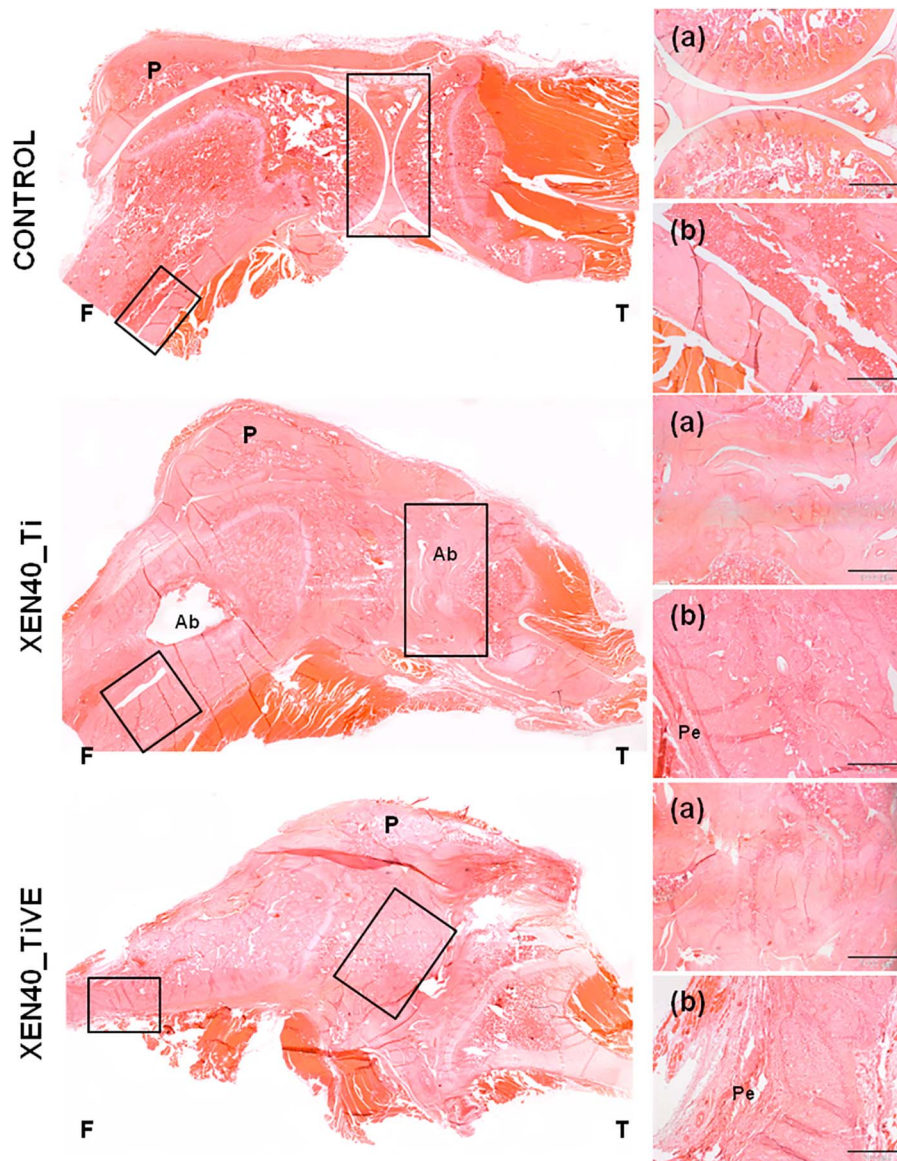 CONTROL
P
F
T
(a)
(b)
XEN40_Ti
P
Ab
Ab
F
T
(a)
(b)
Pe
XEN40_TiVE
P
F
T
(a)
(b)
Pe